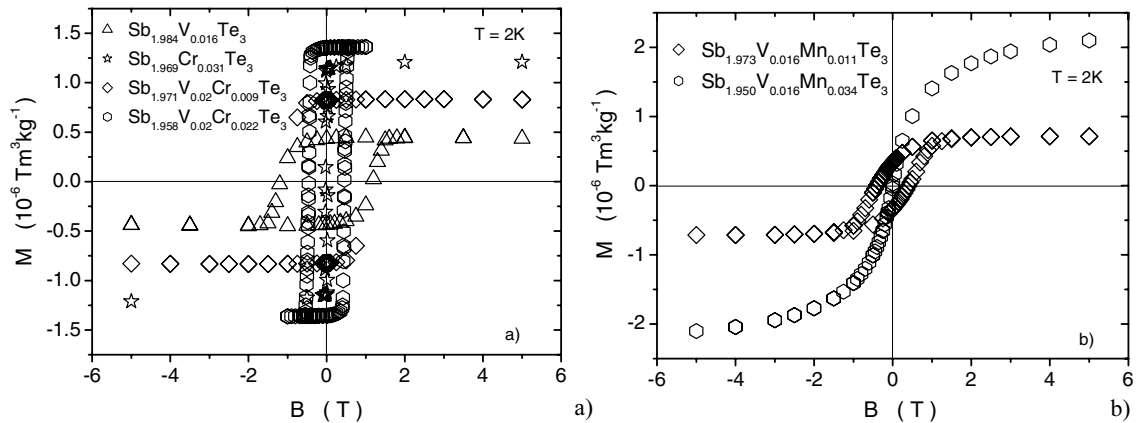 Sb1.984V0.016Te3
Sb1.969Cr0.031Te3
Sb1.971V0.02Cr0.009Te3
Sb1.958V0.02Cr0.022Te3
T = 2K
1.5
1.0
0.5
0.0
-0.5
-1.0
-1.5
M (10-6 Tm3kg-1)
-6 -4 -2 0 2 4 6
B (T)
a)
a)
Sb1.973V0.016Mn0.011Te3
Sb1.950V0.016Mn0.034Te3
T = 2K
2
1
0
-1
-2
M (10-6 Tm3kg-1)
-6 -4 -2 0 2 4 6
B (T)
b)
b)